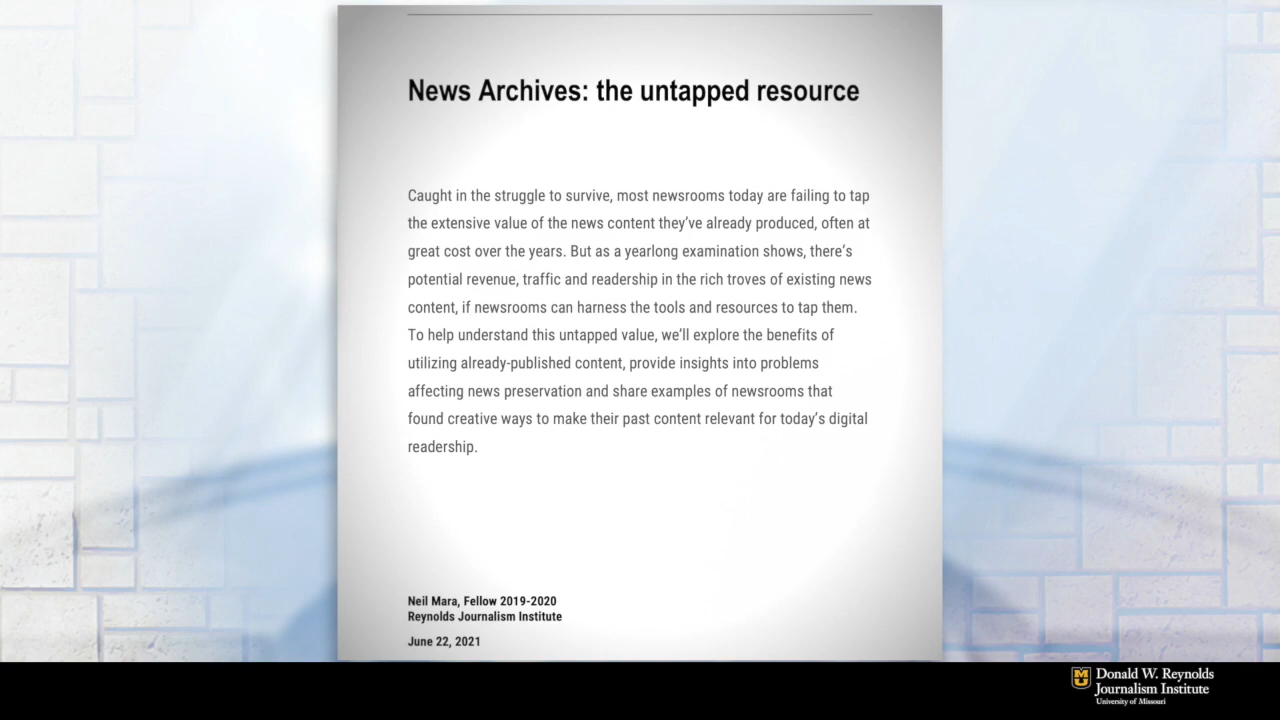 News Archives: the untapped resource
Caught in the struggle to survive, most newsrooms today are failing to tap
the extensive value of the news content they’ve already produced, often at
great cost over the years. But as a yearlong examination shows, there’s
potential revenue, traffic and readership in the rich troves of existing news
content, if newsrooms can harness the tools and resources to tap them.
To help understand this untapped value, we’ll explore the benefits of
utilizing already-published content, provide insights into problems
affecting news preservation and share examples of newsrooms that
found creative ways to make their past content relevant for today’s digital
readership.
Neil Mara, Fellow 2019-2020
Reynolds Journalism Institute
June 22, 2021
Donald W. Reynolds
Journalism Institute
University of Missouri